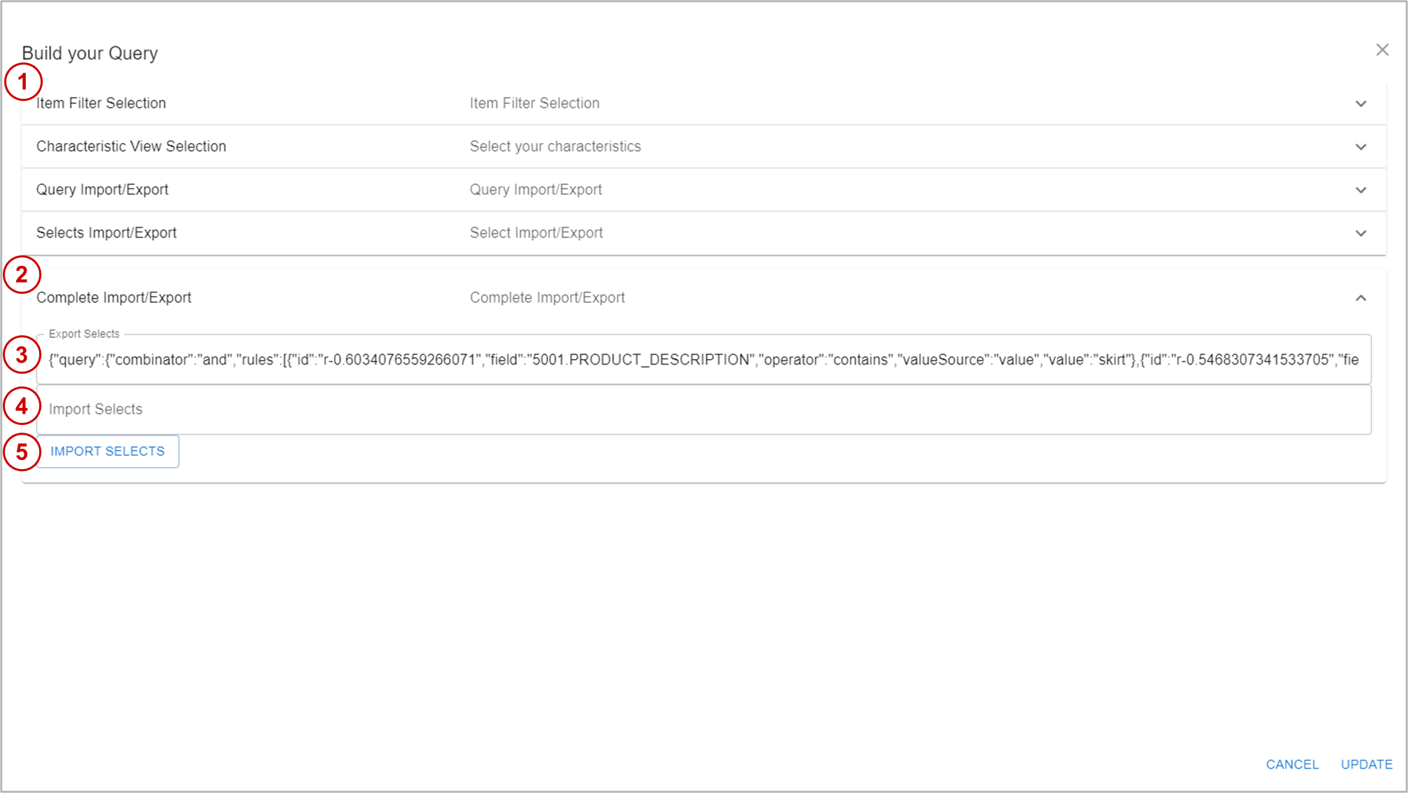 Build your Query
1
Item Filter Selection Item Filter Selection
Characteristic View Selection Select your characteristics
Query Import/Export Query Import/Export
Selects Import/Export Select Import/Export
2
Complete Import/Export Complete Import/Export
Export Selects
3 {"query":{"combinator":"and","rules":[{"id":"r-0.6034076559266071","field":"5001.PRODUCT_DESCRIPTION","operator":"contains","valueSource":"value","value":"skirt"},{"id":"r-0.5468307341533705","fie
4 Import Selects
5 IMPORT SELECTS
CANCEL UPDATE